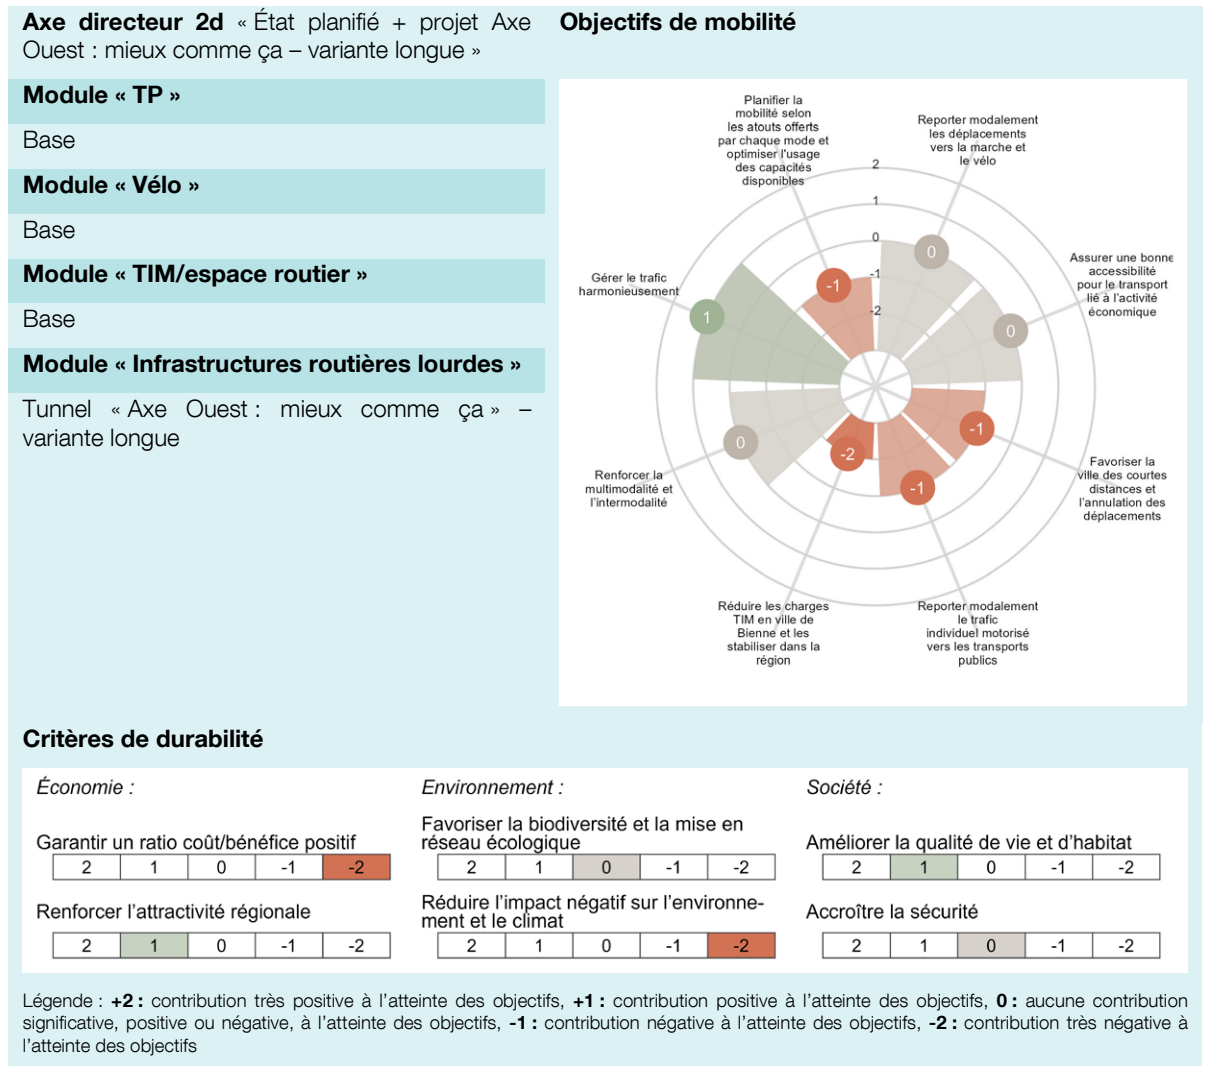 Axe directeur 2d « État planifié + projet Axe
Ouest : mieux comme ça – variante longue »
Module « TP »
Base
Module « Vélo »
Base
Module « TIM/espace routier »
Base
Module « Infrastructures routières lourdes »
Tunnel « Axe Ouest : mieux comme ça » –
variante longue
Objectifs de mobilité
Planifier la
mobilité selon
les atouts offerts
par chaque mode et
optimiser l'usage
des capacités
disponibles
Reporter modalement
les déplacements
vers la marche et
le vélo
Assurer une bonne
accessibilité
pour le transport
lié à l'activité
économique
Favoriser la
ville des courtes
distances et
l'annulation des
déplacements
Reporter modalement
le trafic
individuel motorisé
vers les transports
publics
Réduire les charges
TIM en ville de
Bienne et les
stabiliser dans la
région
Renforcer la
multimodalité et
l'intermodalité
Gérer le trafic
harmonieusement
2
1
0
-1
-2
-1
0
0
-1
-1
-2
0
1
Critères de durabilité
Économie :
Garantir un ratio coût/bénéfice positif
2 1 0 -1 -2
Renforcer l'attractivité régionale
2 1 0 -1 -2
Environnement :
Favoriser la biodiversité et la mise en
réseau écologique
2 1 0 -1 -2
Réduire l'impact négatif sur l'environne-
ment et le climat
2 1 0 -1 -2
Société :
Améliorer la qualité de vie et d'habitat
2 1 0 -1 -2
Accroître la sécurité
2 1 0 -1 -2
Légende : +2 : contribution très positive à l'atteinte des objectifs, +1 : contribution positive à l'atteinte des objectifs, 0 : aucune contribution
significative, positive ou négative, à l'atteinte des objectifs, -1 : contribution négative à l'atteinte des objectifs, -2 : contribution très négative à
l'atteinte des objectifs